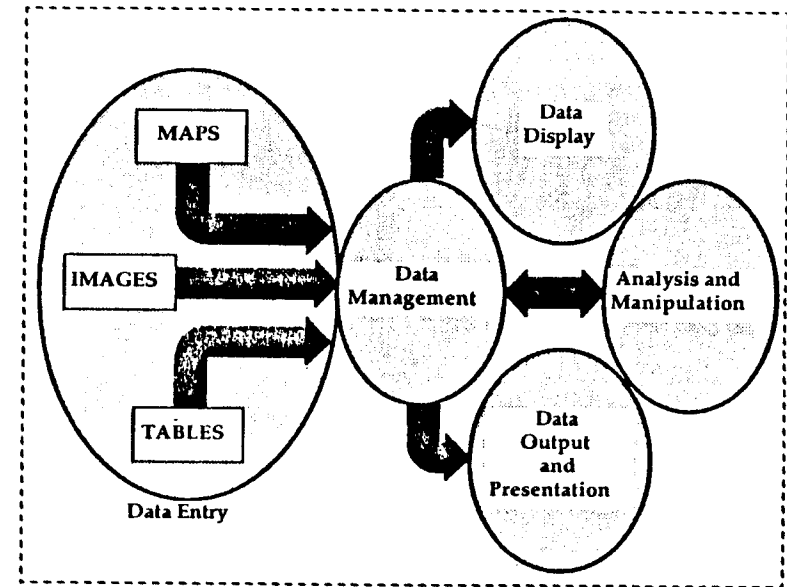 MAPS
IMAGES
TABLES
Data Entry
Data
Management
Data
Display
Analysis and
Manipulation
Data
Output
and
Presentation